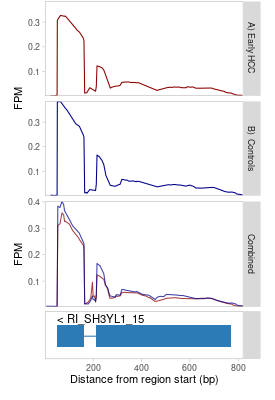 0.3
0.2
0.1
FPM
A) Early HCC
0.3
0.2
0.1
B): Controls
0.4
0.3
0.2
0.1
FPM
Combined
< RI_SH3YL1_15
200 400 600 800
Distance from region start (bp)